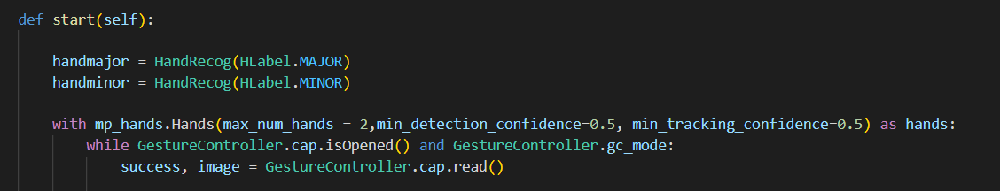 def start(self):
handmajor = HandRecog(HLabel.MAJOR)
handminor = HandRecog(HLabel.MINOR)
with mp_hands.Hands(max_num_hands = 2,min_detection_confidence=0.5, min_tracking_confidence=0.5) as hands:
while GestureController.cap.isOpened() and GestureController.gc_mode:
success, image = GestureController.cap.read()